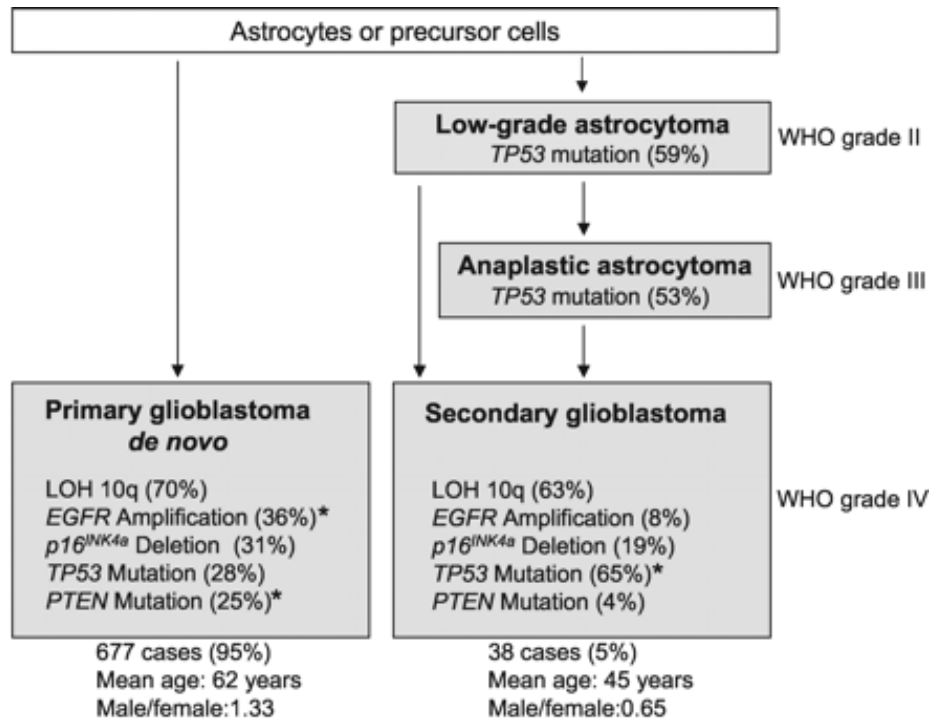 Astrocytes or precursor cells
Low-grade astrocytoma
TP53 mutation (59%)
WHO grade II
Anaplastic astrocytoma
TP53 mutation (53%)
WHO grade III
Primary glioblastoma
de novo
LOH 10q (70%)
EGFR Amplification (36%)*
p16^INK4a Deletion (31%)
TP53 Mutation (28%)
PTEN Mutation (25%)*
677 cases (95%)
Mean age: 62 years
Male/female:1.33
Secondary glioblastoma
LOH 10q (63%)
EGFR Amplification (8%)
p16^INK4a Deletion (19%)
TP53 Mutation (65%)*
PTEN Mutation (4%)
WHO grade IV
38 cases (5%)
Mean age: 45 years
Male/female:0.65